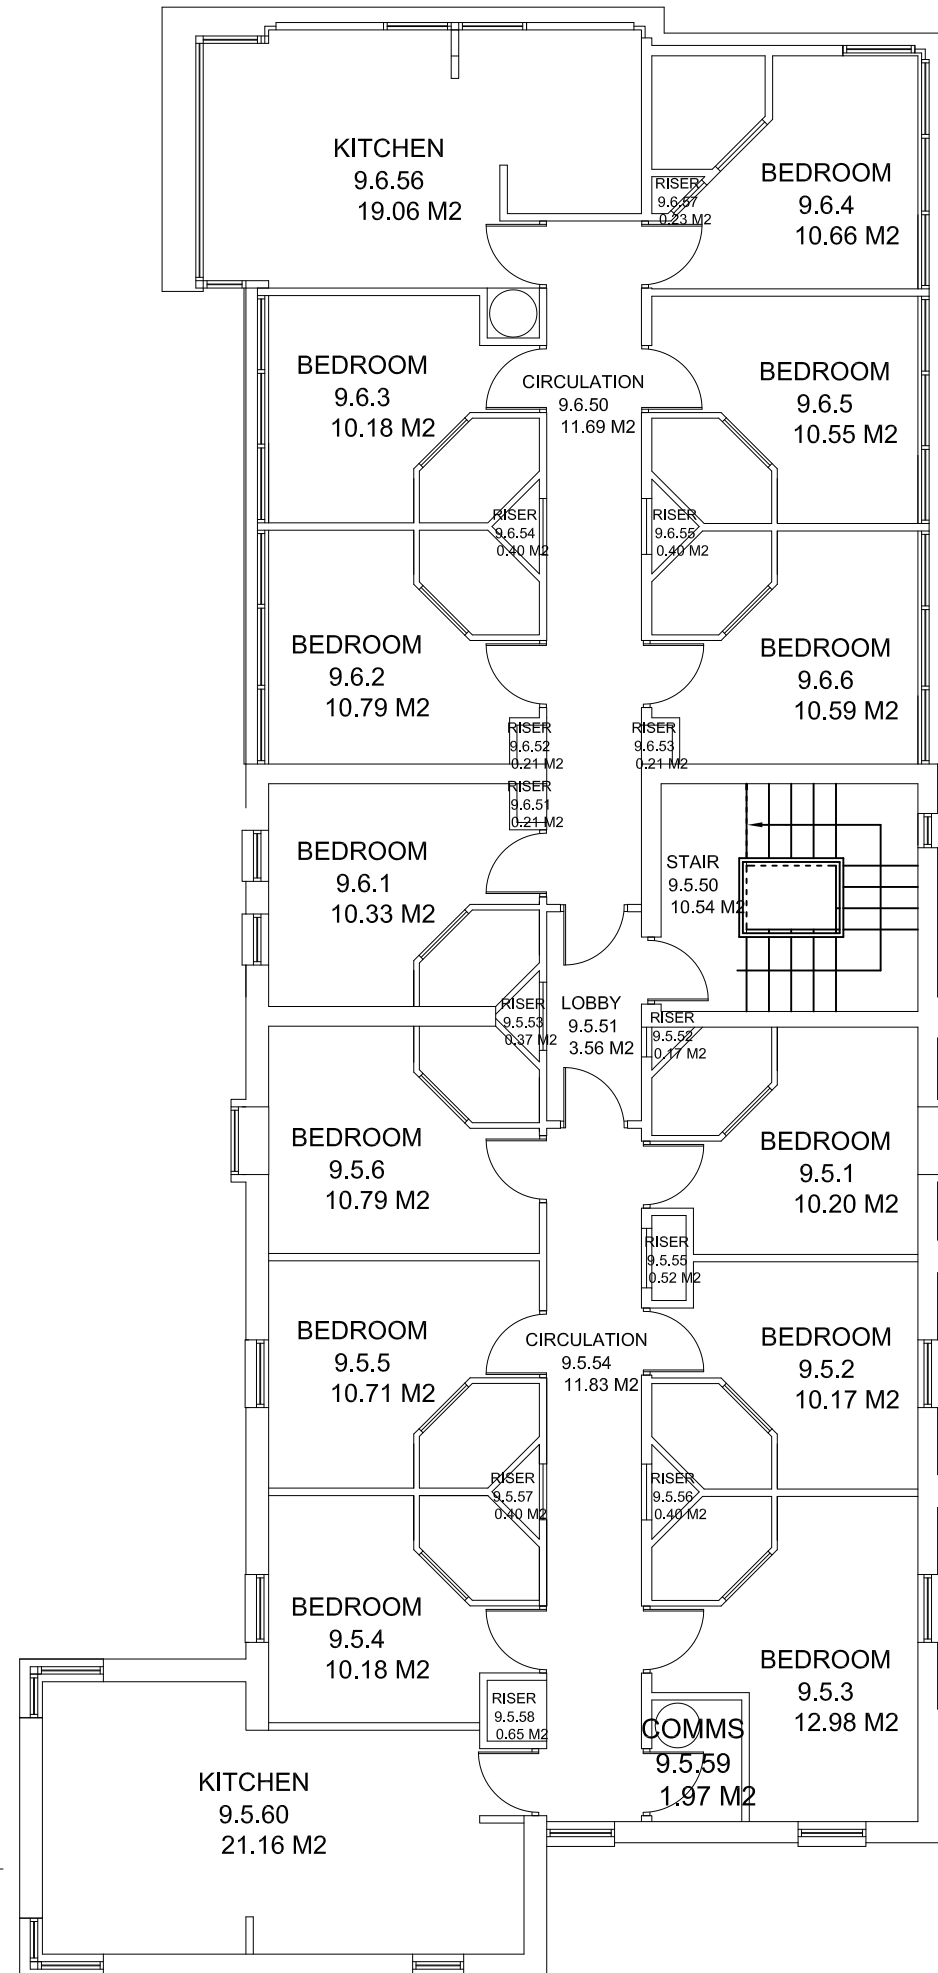 KITCHEN
9.6.56
19.06 M2
BEDROOM
9.6.4
10.66 M2
RISER
9.6.57
0.23 M2
BEDROOM
9.6.3
10.18 M2
CIRCULATION
9.6.50
11.69 M2
BEDROOM
9.6.5
10.55 M2
RISER
9.6.54
0.40 M2
RISER
9.6.55
0.40 M2
BEDROOM
9.6.2
10.79 M2
BEDROOM
9.6.6
10.59 M2
RISER
9.6.52
0.21 M2
RISER
9.6.53
0.21 M2
RISER
9.6.51
0.21 M2
BEDROOM
9.6.1
10.33 M2
STAIR
9.5.50
10.54 M2
RISER
9.5.53
0.37 M2
LOBBY
9.5.51
3.56 M2
RISER
9.5.52
0.17 M2
BEDROOM
9.5.6
10.79 M2
BEDROOM
9.5.1
10.20 M2
RISER
9.5.55
0.52 M2
BEDROOM
9.5.5
10.71 M2
CIRCULATION
9.5.54
11.83 M2
BEDROOM
9.5.2
10.17 M2
RISER
9.5.57
0.40 M2
RISER
9.5.56
0.40 M2
BEDROOM
9.5.4
10.18 M2
BEDROOM
9.5.3
12.98 M2
RISER
9.5.58
0.65 M2
COMMS
9.5.59
1.97 M2
KITCHEN
9.5.60
21.16 M2